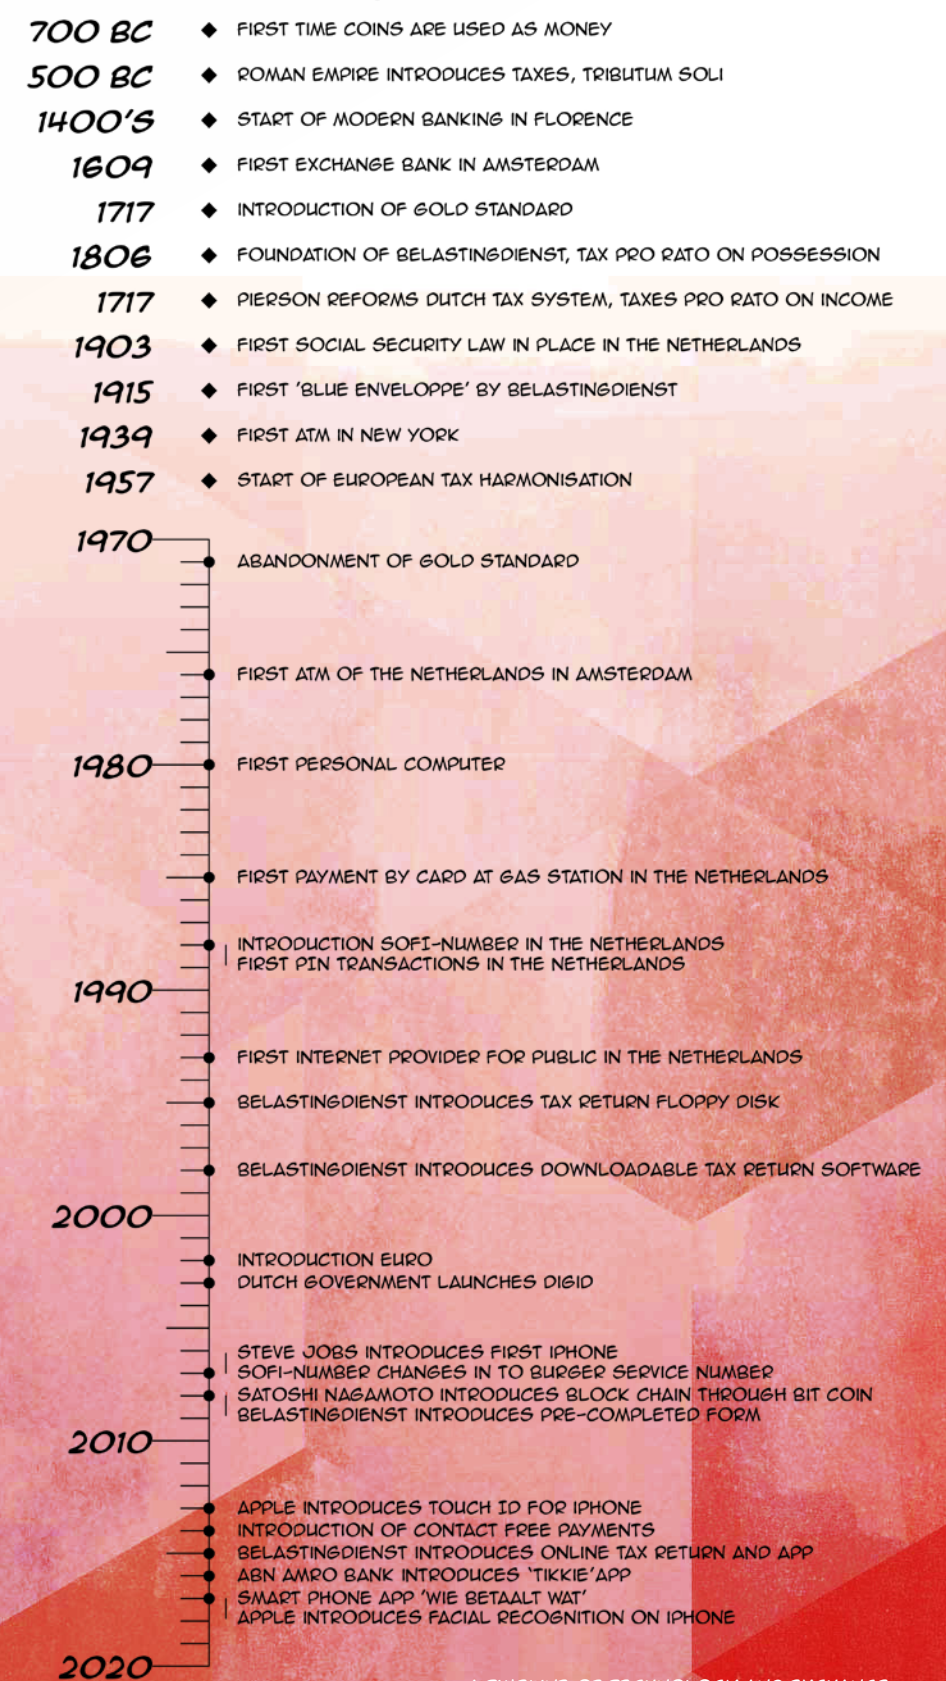 700 BC ◆ FIRST TIME COINS ARE USED AS MONEY
500 BC ◆ ROMAN EMPIRE INTRODUCES TAXES, TRIBUTUM SOLI
1400'S ◆ START OF MODERN BANKING IN FLORENCE
1609 ◆ FIRST EXCHANGE BANK IN AMSTERDAM
1717 ◆ INTRODUCTION OF GOLD STANDARD
1806 ◆ FOUNDATION OF BELASTINGDIENST, TAX PRO RATO ON POSSESSION
1717 ◆ PIERSON REFORMS DUTCH TAX SYSTEM, TAXES PRO RATO ON INCOME
1903 ◆ FIRST SOCIAL SECURITY LAW IN PLACE IN THE NETHERLANDS
1915 ◆ FIRST 'BLUE ENVELOPPE' BY BELASTINGDIENST
1939 ◆ FIRST ATM IN NEW YORK
1957 ◆ START OF EUROPEAN TAX HARMONISATION
1970
ABANDONMENT OF GOLD STANDARD
FIRST ATM OF THE NETHERLANDS IN AMSTERDAM
1980 FIRST PERSONAL COMPUTER
FIRST PAYMENT BY CARD AT GAS STATION IN THE NETHERLANDS
INTRODUCTION SOFI-NUMBER IN THE NETHERLANDS
FIRST PIN TRANSACTIONS IN THE NETHERLANDS
1990
FIRST INTERNET PROVIDER FOR PUBLIC IN THE NETHERLANDS
BELASTINGDIENST INTRODUCES TAX RETURN FLOPPY DISK
BELASTINGDIENST INTRODUCES DOWNLOADABLE TAX RETURN SOFTWARE
2000
INTRODUCTION EURO
DUTCH GOVERNMENT LAUNCHES DIGID
STEVE JOBS INTRODUCES FIRST IPHONE
SOFI-NUMBER CHANGES IN TO BURGER SERVICE NUMBER
SATOSHI NAGAMOTO INTRODUCES BLOCK CHAIN THROUGH BIT COIN
BELASTINGDIENST INTRODUCES PRE-COMPLETED FORM
2010
APPLE INTRODUCES TOUCH ID FOR IPHONE
INTRODUCTION OF CONTACT FREE PAYMENTS
BELASTINGDIENST INTRODUCES ONLINE TAX RETURN AND APP
ABN AMRO BANK INTRODUCES 'TIKKIE'APP
SMART PHONE APP 'WIE BETAALT WAT'
APPLE INTRODUCES FACIAL RECOGNITION ON IPHONE
2020